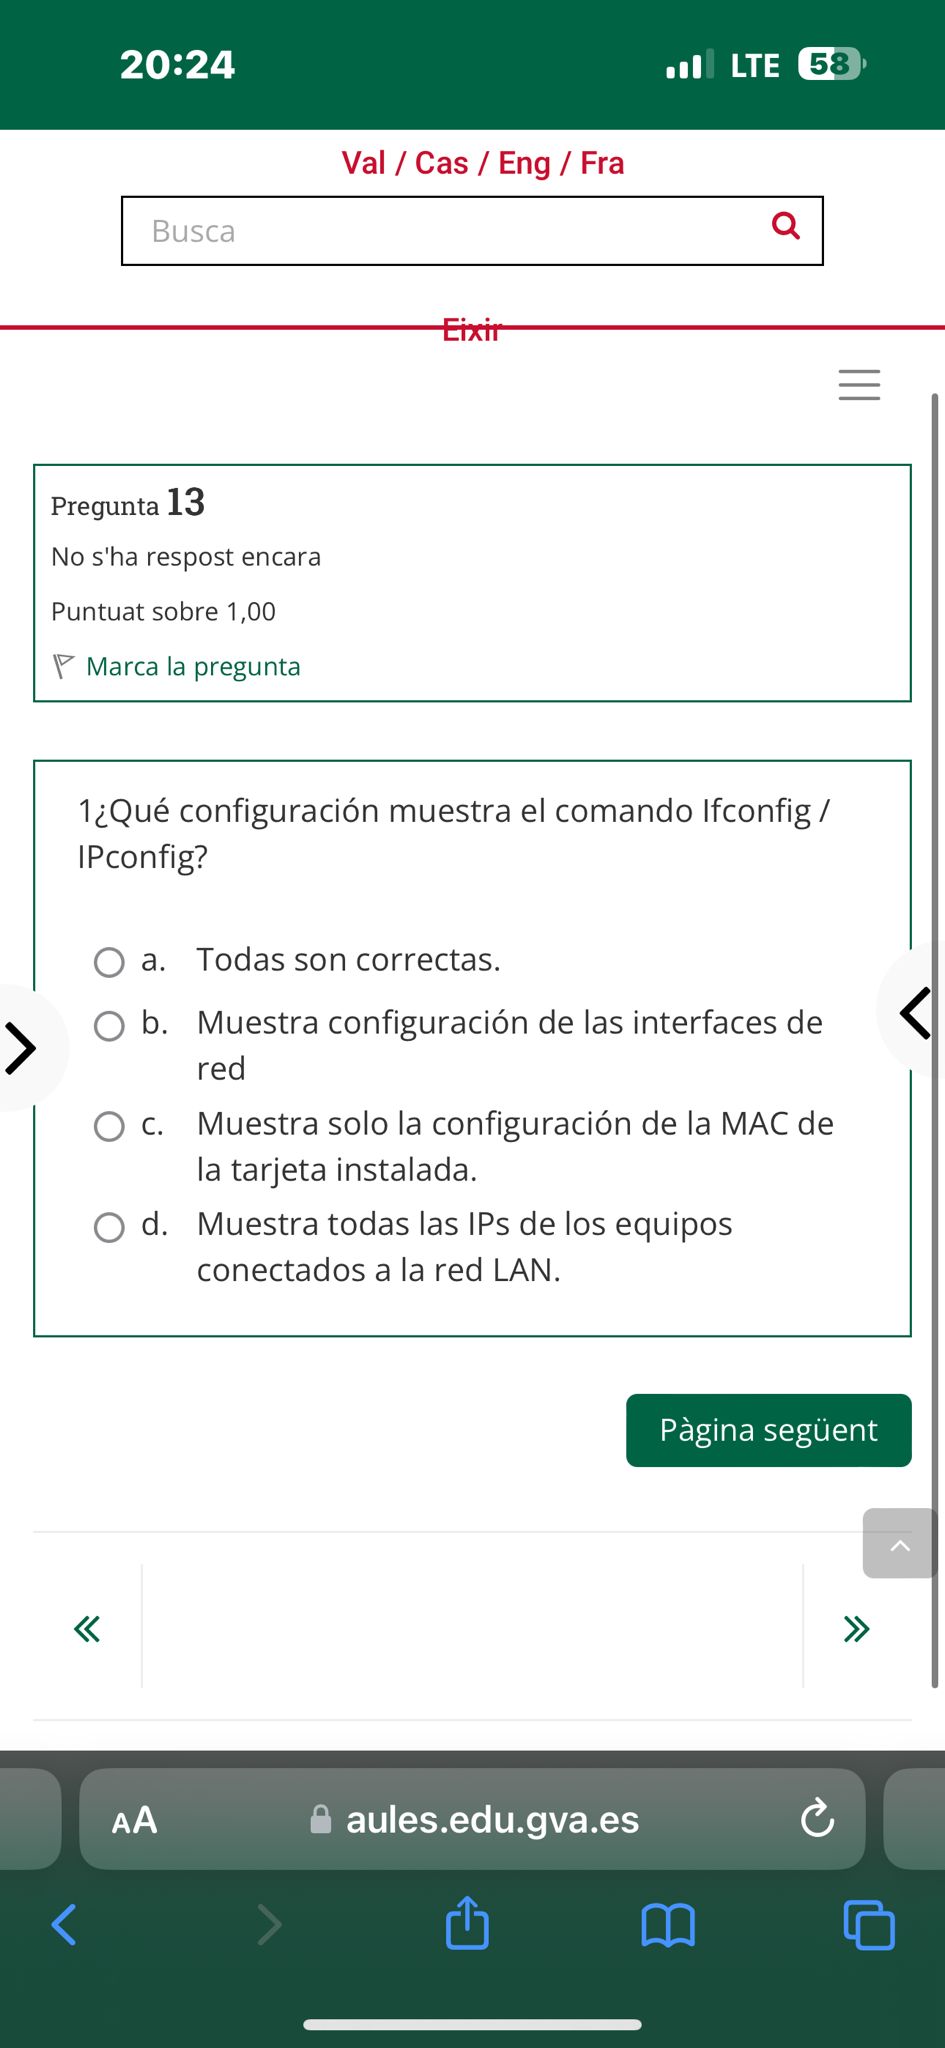 20:24
LTE 58
Val / Cas / Eng / Fra
Busca
Eixir
Pregunta 13
No s'ha respost encara
Puntuat sobre 1,00
Marca la pregunta
1¿Qué configuración muestra el comando Ifconfig /
IPconfig?
a. Todas son correctas.
b. Muestra configuración de las interfaces de
red
c. Muestra solo la configuración de la MAC de
la tarjeta instalada.
d. Muestra todas las IPs de los equipos
conectados a la red LAN.
Pàgina següent
AA
aules.edu.gva.es